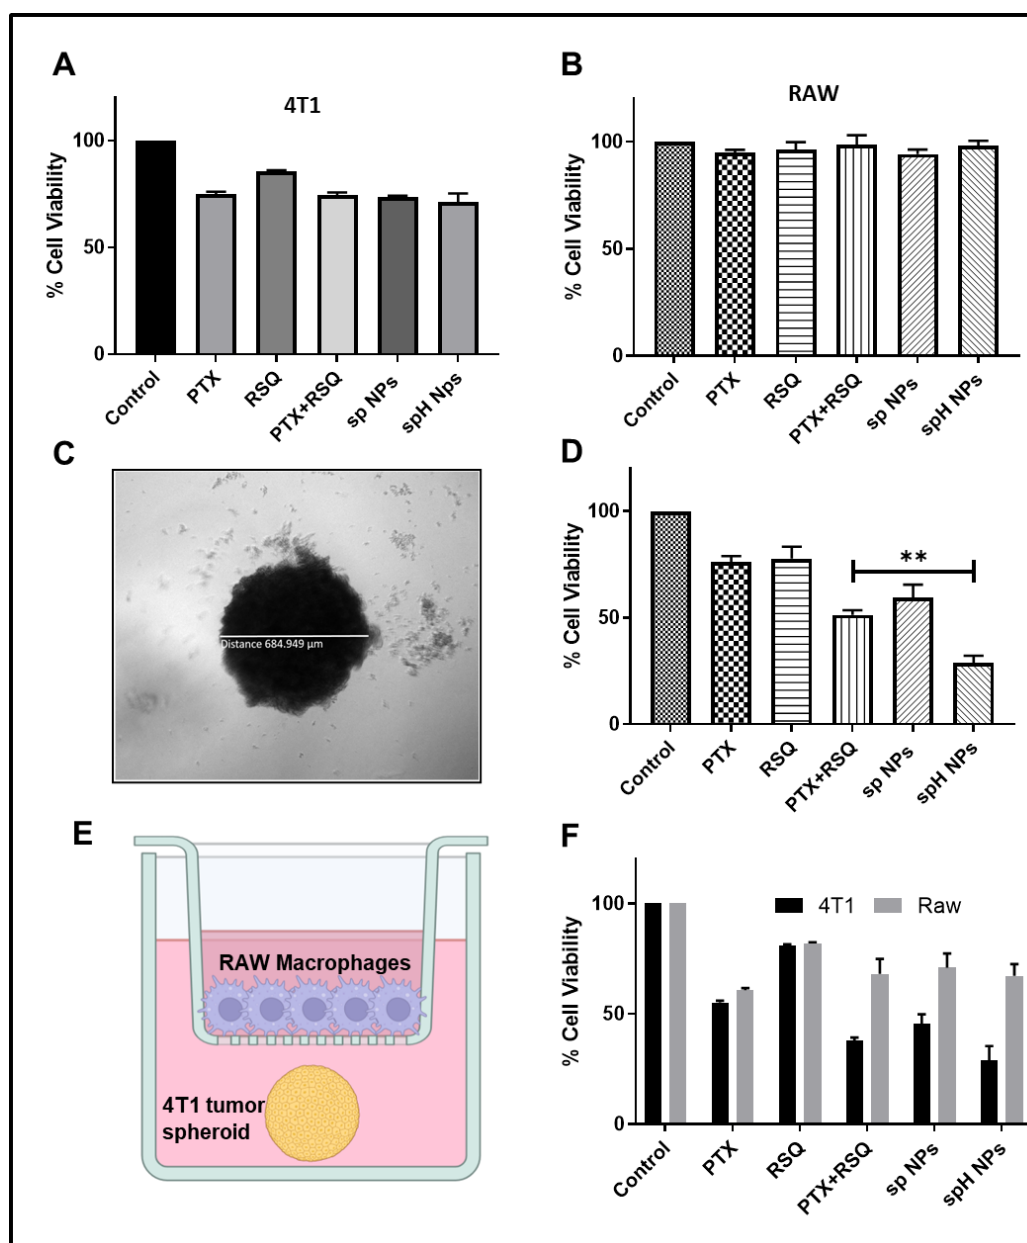 A
4T1
% Cell Viability
100
50
0
Control
PTX
RSQ
PTX+RSQ
sp NPs
spH Nps
B
RAW
% Cell Viability
100
50
0
Control
PTX
RSQ
PTX+RSQ
sp NPs
spH NPs
C
Distance 684.949 µm
D
% Cell Viability
100
50
0
**
Control
PTX
RSQ
PTX+RSQ
sp NPs
spH NPs
E
RAW Macrophages
4T1 tumor
spheroid
F
% Cell Viability
100
50
0
4T1 Raw
Control
PTX
RSQ
PTX+RSQ
sp NPs
spH NPs